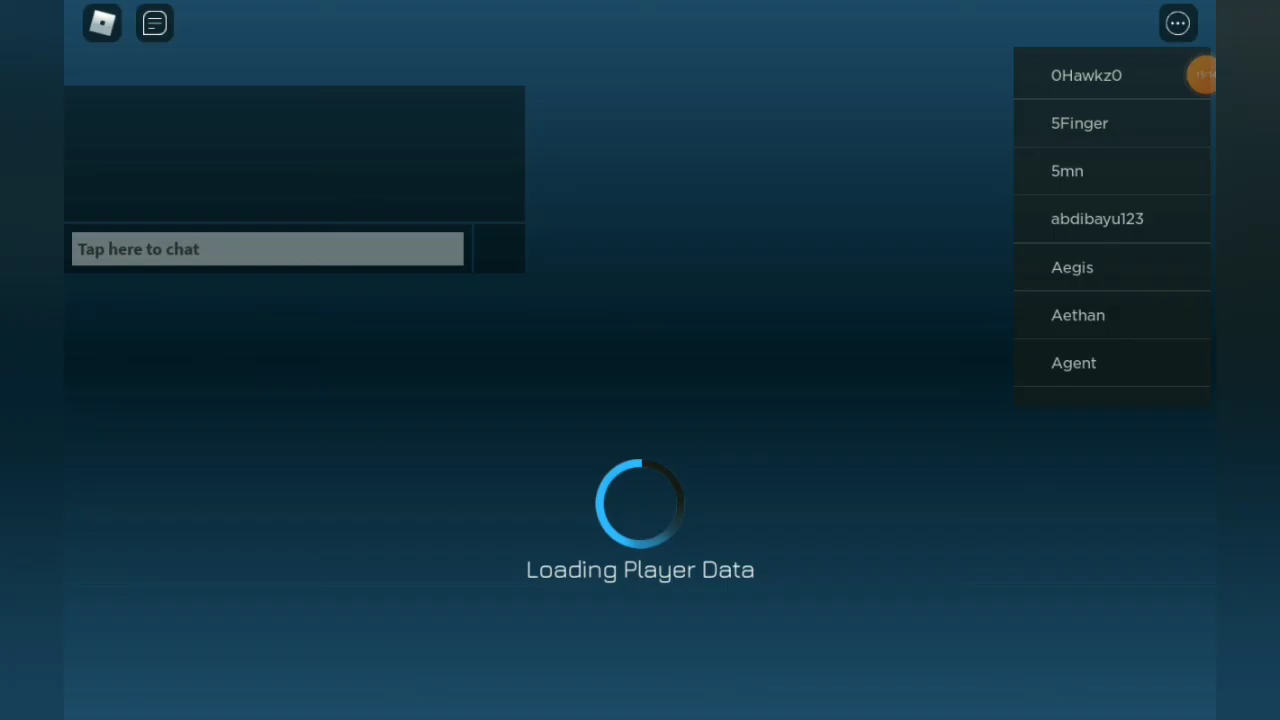 0Hawkz0
5Finger
5mn
abdibayu123
Tap here to chat
Aegis
Aethan
Agent
Loading Player Data